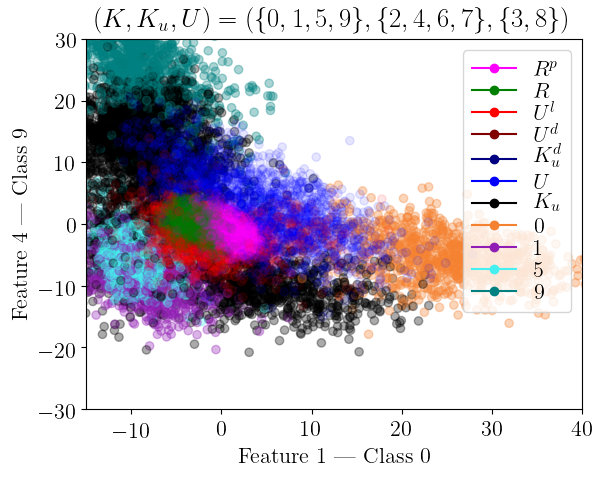 (K, K_u, U) = ({0, 1, 5, 9}, {2, 4, 6, 7}, {3, 8})
30
20
10
0
−10
−20
−30
Feature 4 — Class 9
−10
0
10
20
30
40
Feature 1 — Class 0
R^p
R
U^l
U^d
K_u^d
U
K_u
0
1
5
9